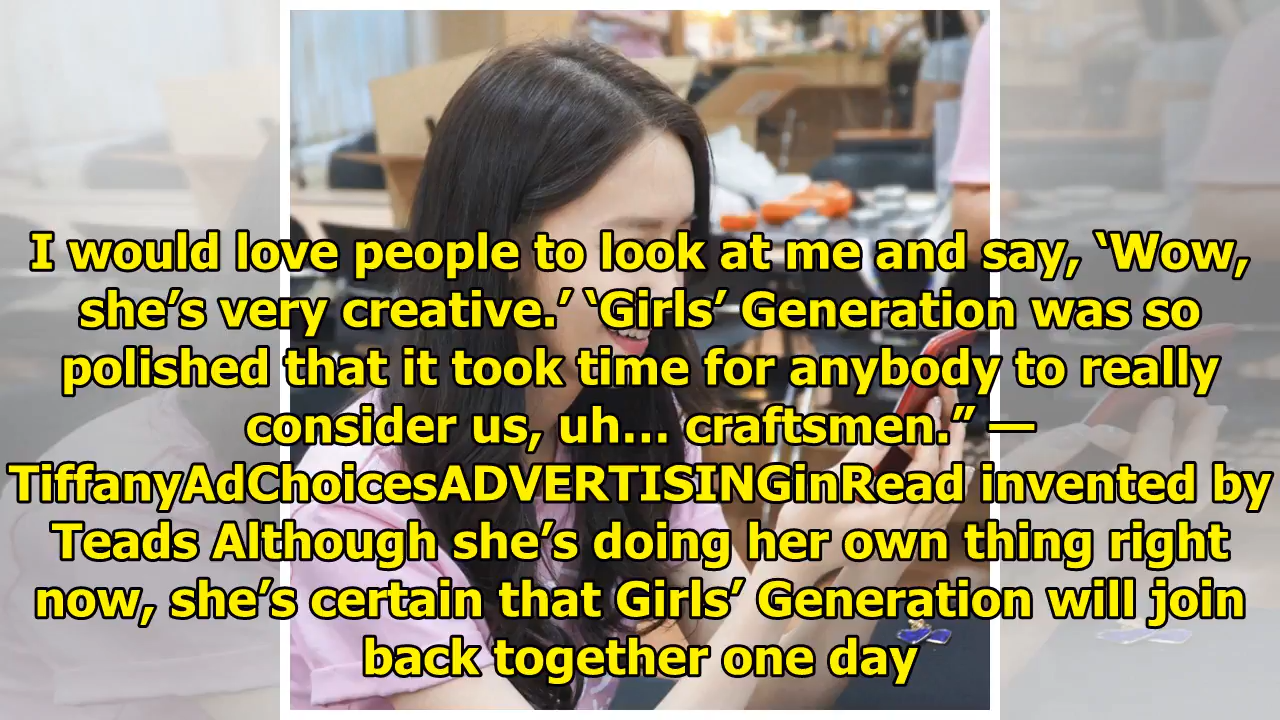 I would love people to look at me and say, ‘Wow,
she’s very creative.’ ‘Girls’ Generation was so
polished that it took time for anybody to really
consider us, uh… craftsmen.” —
TiffanyAdChoicesADVERTISINGinRead invented by
Teads Although she’s doing her own thing right
now, she’s certain that Girls’ Generation will join
back together one day